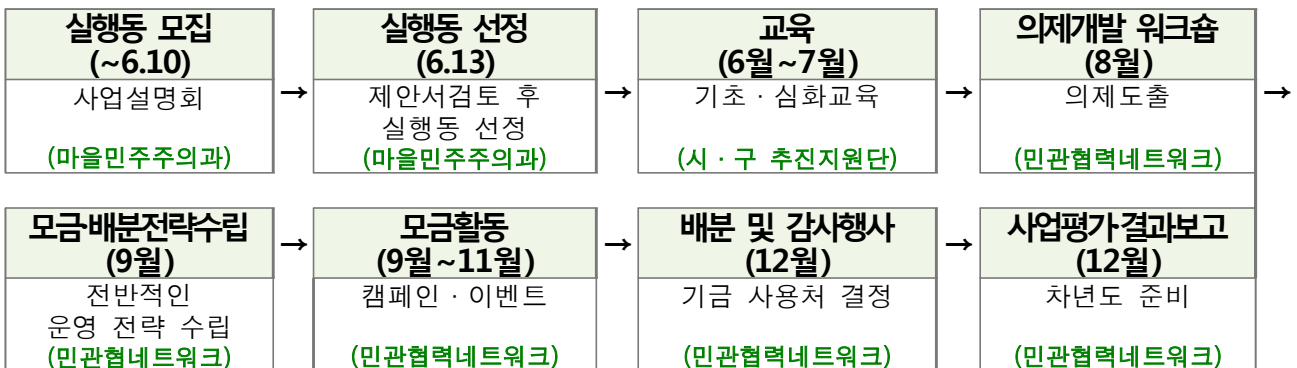 실행동 모집
(~6.10)
사업설명회
(마을민주주의과)
→
실행동 선정
(6.13)
제안서검토 후
실행동 선정
(마을민주주의과)
→
교육
(6월~7월)
기초·심화교육
(시·구 추진지원단)
→
의제개발 워크숍
(8월)
의제도출
(민관협력네트워크)
→
모금·배분전략수립
(9월)
전반적인
운영 전략 수립
(민관협네트워크)
→
모금활동
(9월~11월)
캠페인·이벤트
(민관협력네트워크)
→
배분 및 감사행사
(12월)
기금 사용처 결정
(민관협력네트워크)
→
사업평가·결과보고
(12월)
차년도 준비
(민관협력네트워크)